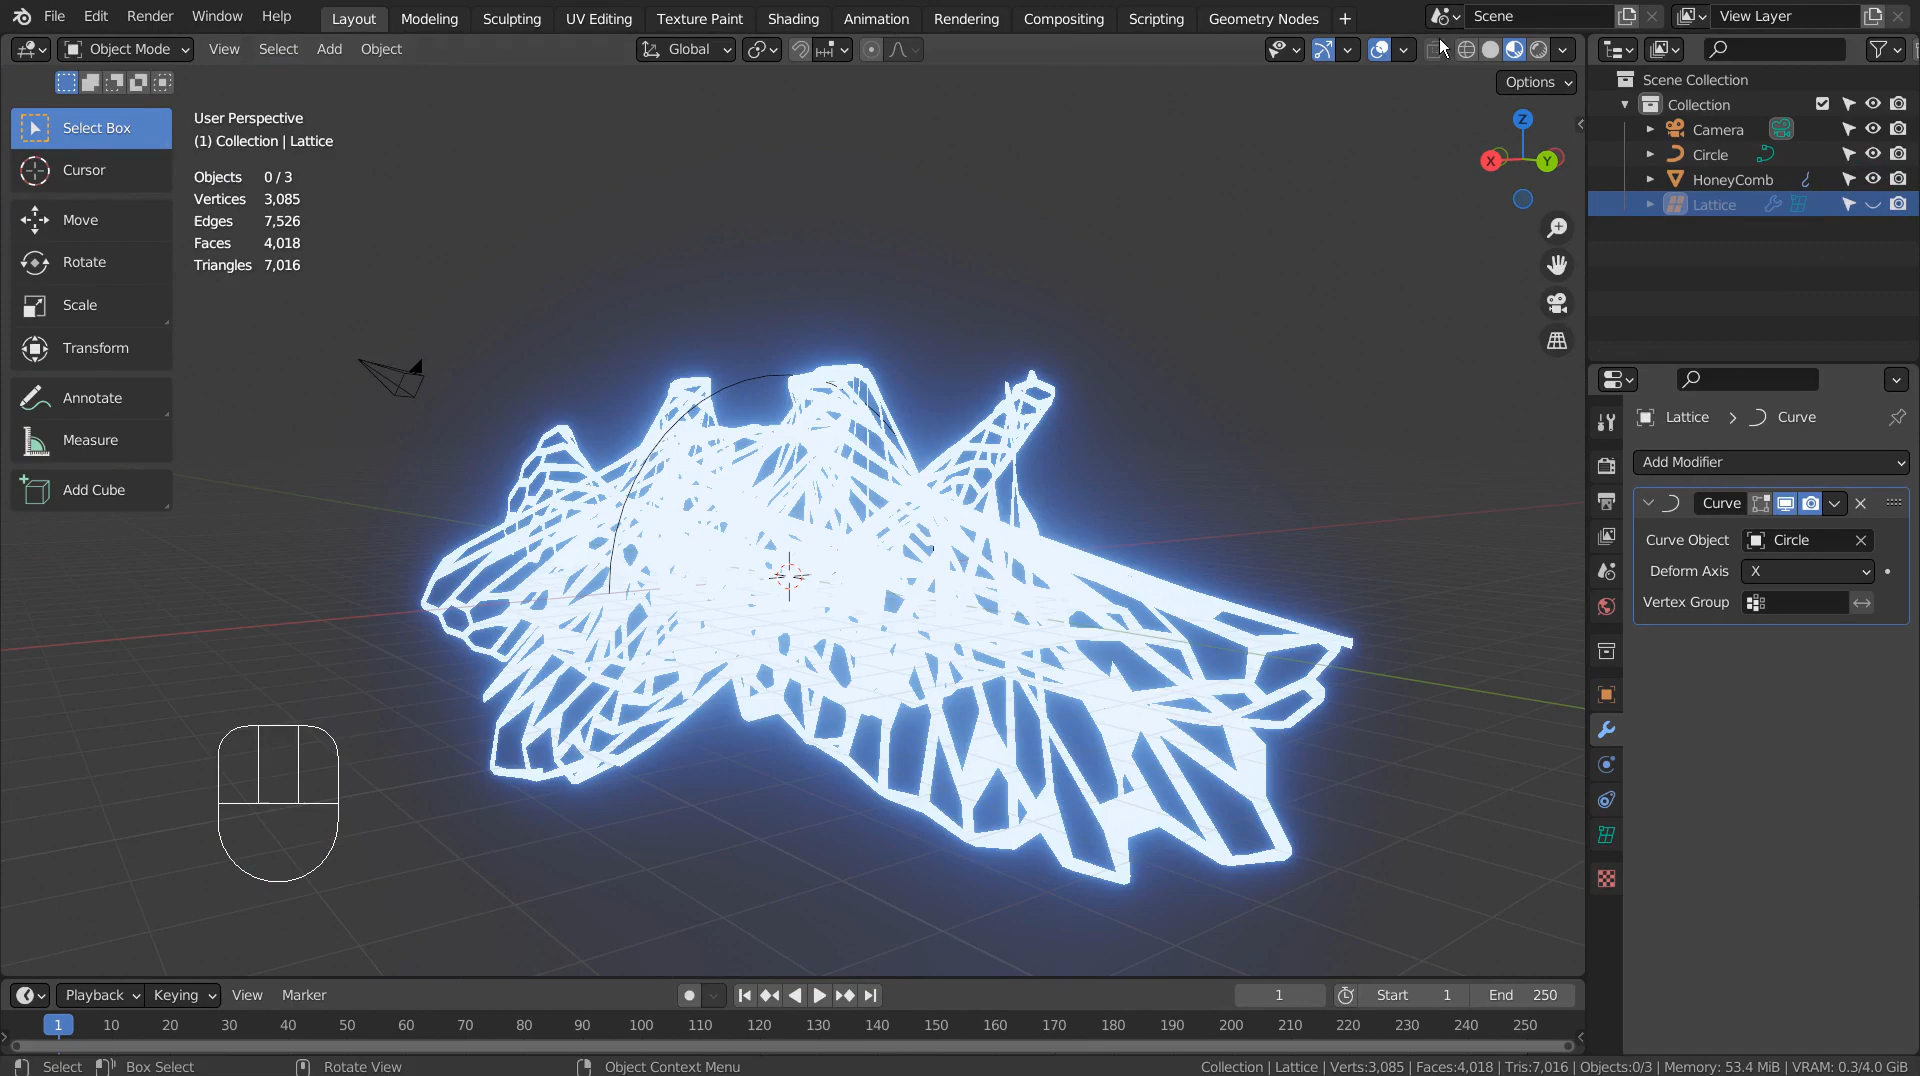 File Edit Render Window Help Layout Modeling Sculpting UV Editing Texture Paint Shading Animation Rendering Compositing Scripting Geometry Nodes + Scene View Layer
Object Mode View Select Add Object Global
Options
Select Box
Cursor
Move
Rotate
Scale
Transform
Annotate
Measure
Add Cube
User Perspective
(1) Collection | Lattice
Objects 0 / 3
Vertices 3,085
Edges 7,526
Faces 4,018
Triangles 7,016
Z
X Y
Scene Collection
Collection
Camera
Circle
HoneyComb
Lattice
Lattice > Curve
Add Modifier
Curve
Curve Object Circle
Deform Axis X
Vertex Group
Playback Keying View Marker 1 Start 1 End 250
1 10 20 30 40 50 60 70 80 90 100 110 120 130 140 150 160 170 180 190 200 210 220 230 240 250
Select Box Select Rotate View Object Context Menu Collection | Lattice | Verts:3,085 | Faces:4,018 | Tris:7,016 | Objects:0/3 | Memory: 53.4 MiB | VRAM: 0.3/4.0 GiB